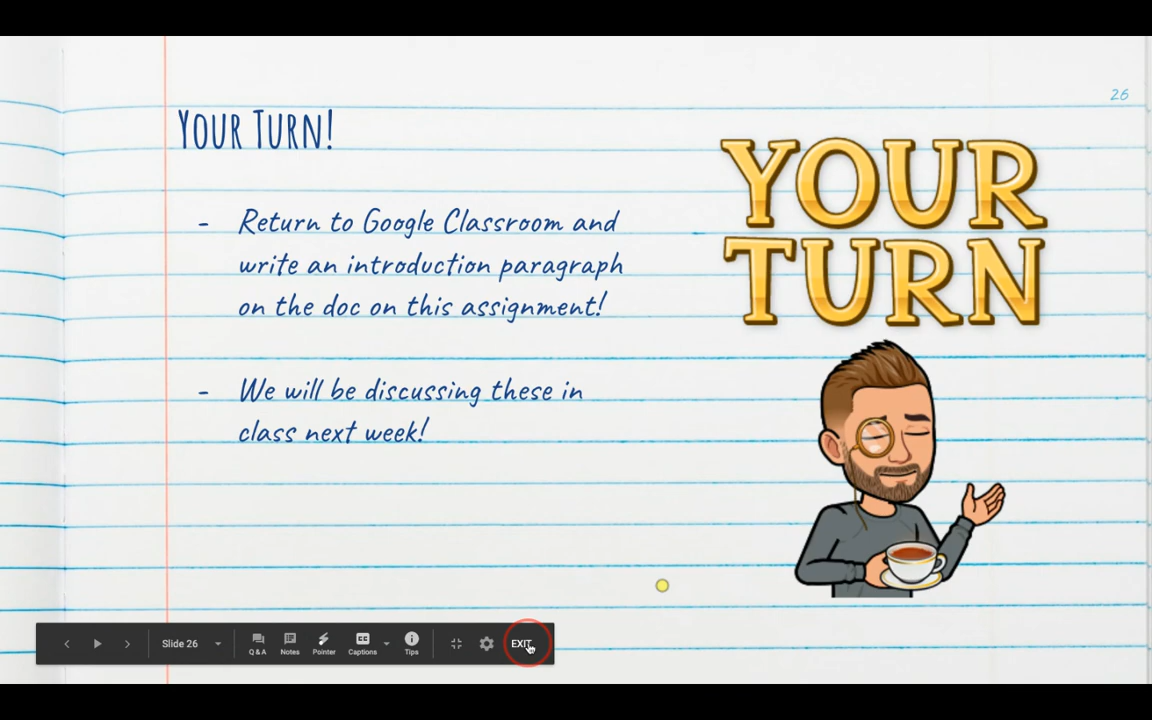 26
Your Turn!
- Return to Google Classroom and
write an introduction paragraph
on the doc on this assignment!
- We will be discussing these in
class next week!
YOUR
TURN
Slide 26
Q & A
Notes
Pointer
CC
Captions
Tips
EXIT